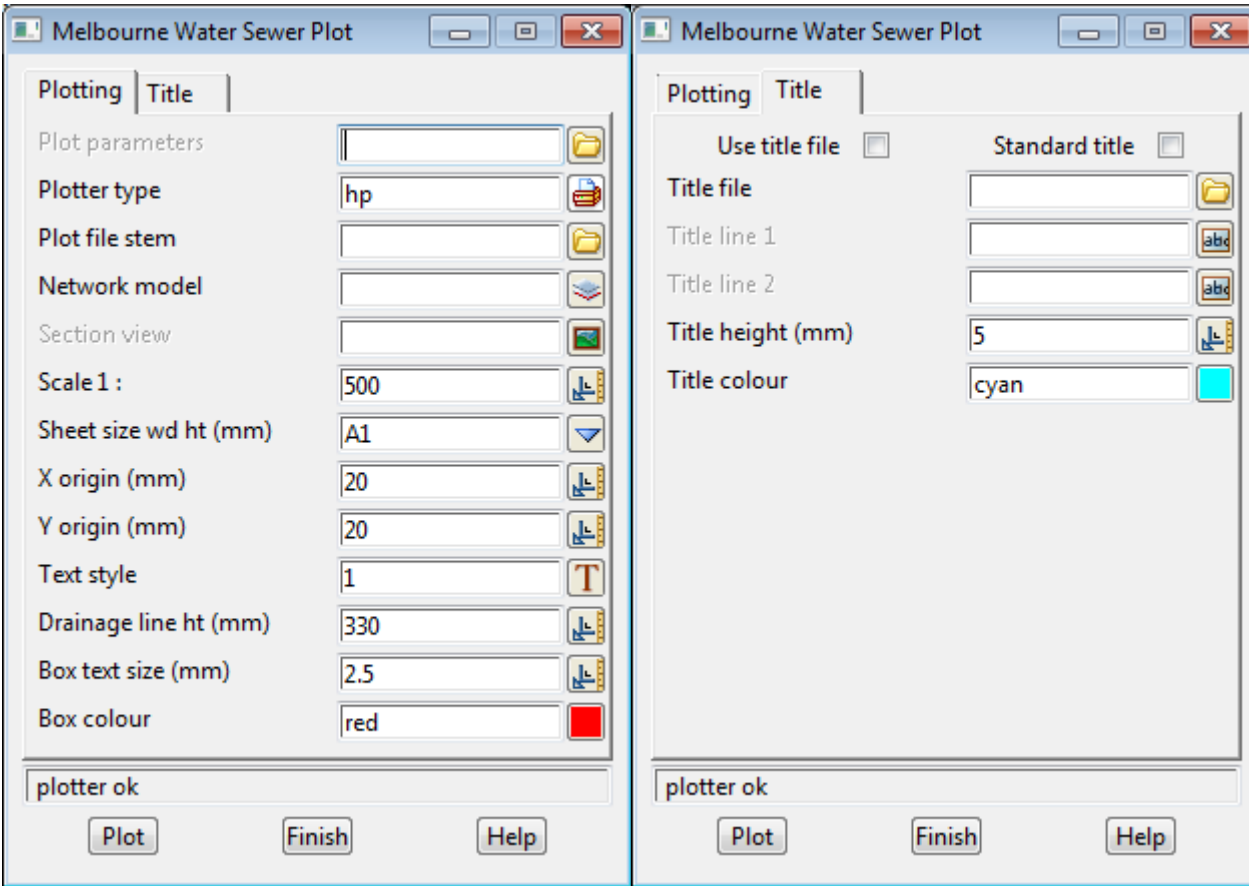 Melbourne Water Sewer Plot
Plotting Title
Plot parameters
Plotter type hp
Plot file stem
Network model
Section view
Scale 1 : 500
Sheet size wd ht (mm) A1
X origin (mm) 20
Y origin (mm) 20
Text style 1 T
Drainage line ht (mm) 330
Box text size (mm) 2.5
Box colour red
plotter ok
Plot Finish Help
Melbourne Water Sewer Plot
Plotting Title
Use title file Standard title
Title file
Title line 1 abc
Title line 2 abc
Title height (mm) 5
Title colour cyan
plotter ok
Plot Finish Help